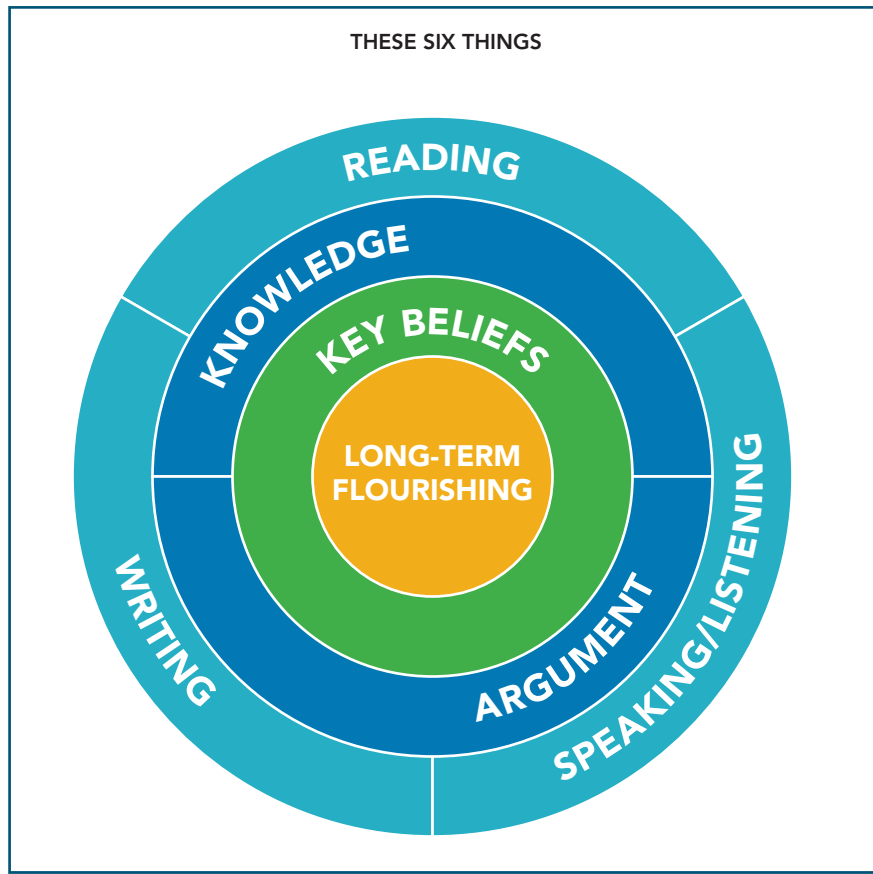 THESE SIX THINGS
READING
KNOWLEDGE
KEY BELIEFS
LONG-TERM
FLOURISHING
WRITING
ARGUMENT
SPEAKING/LISTENING